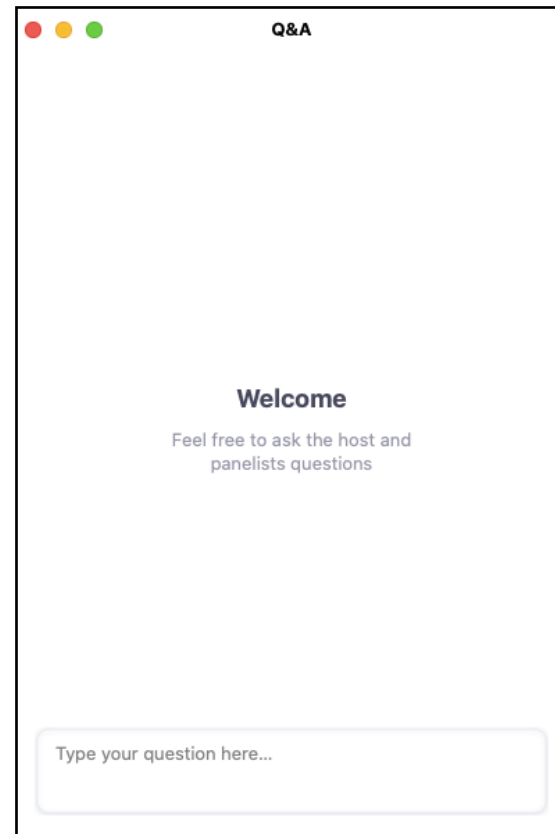 Q&A
Welcome
Feel free to ask the host and
panelists questions
Type your question here...